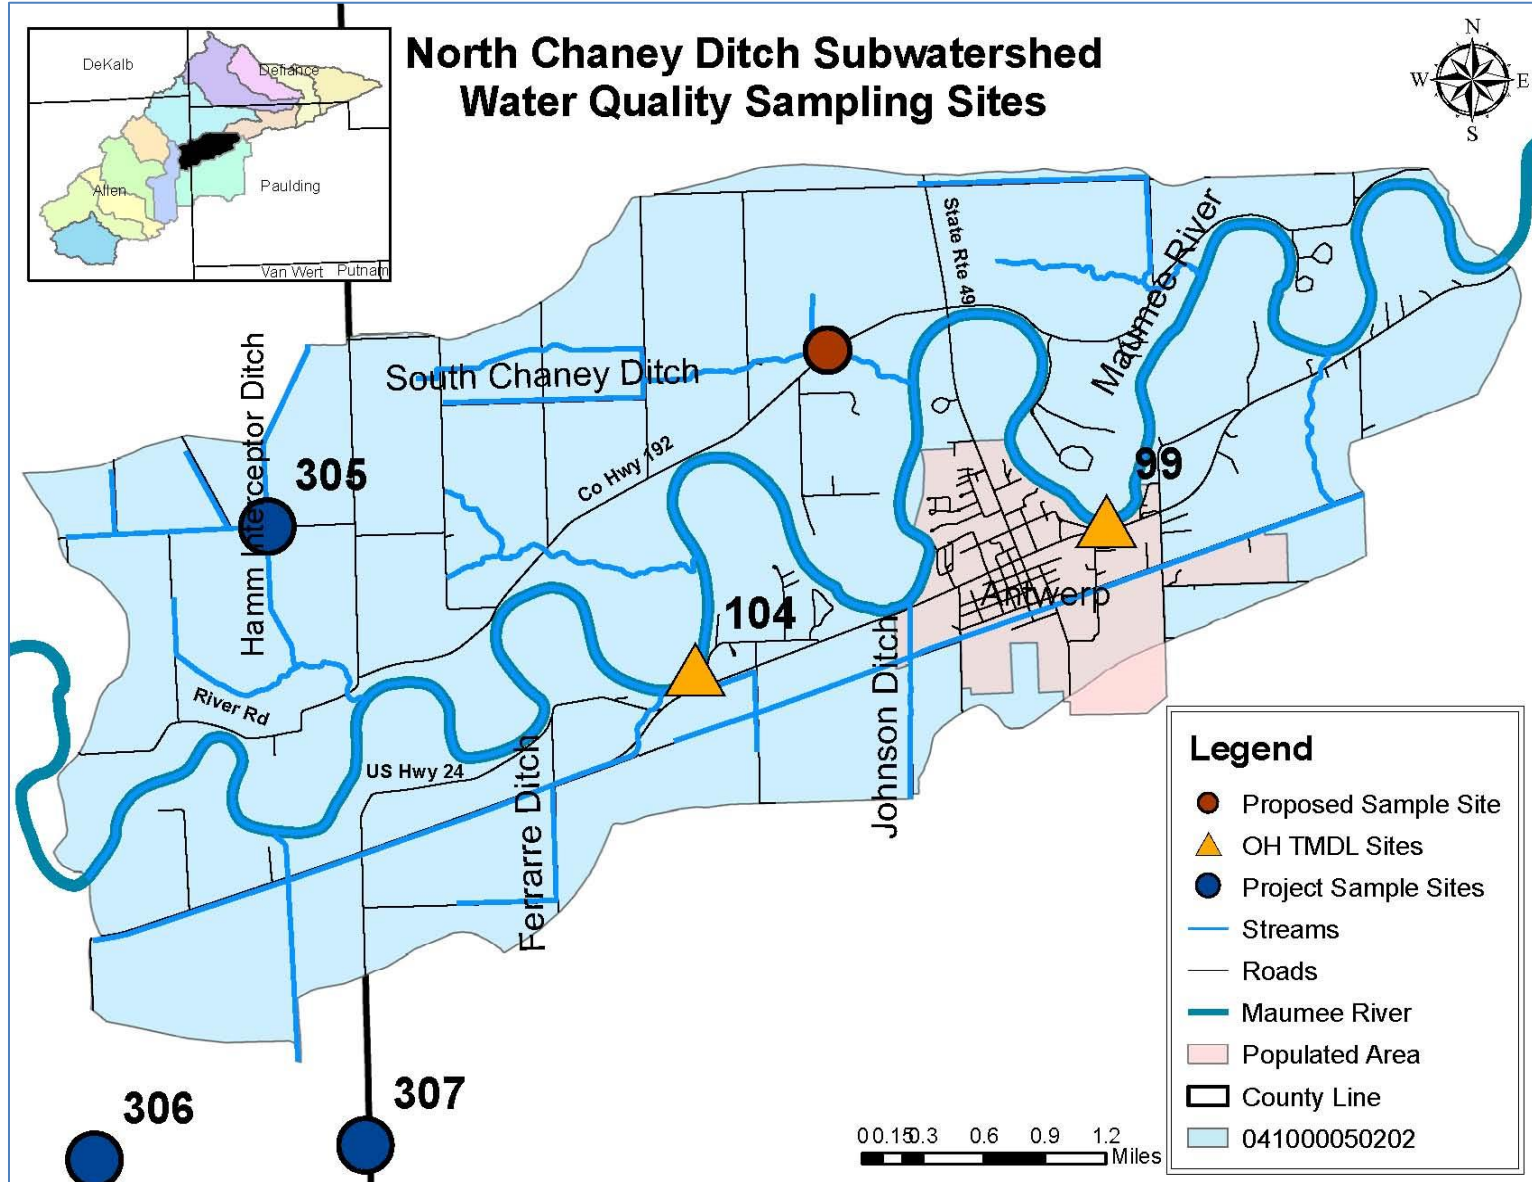 North Chaney Ditch Subwatershed
Water Quality Sampling Sites
N
W
E
S
DeKalb
Defiance
Allen
Paulding
Van Wert
Putnam
State Rte 49
Maumee River
Hamm Interceptor Ditch
South Chaney Ditch
Co Hwy 192
305
99
104
Antwerp
River Rd
US Hwy 24
Ferrarre Ditch
Johnson Ditch
306
307
Legend
Proposed Sample Site
OH TMDL Sites
Project Sample Sites
Streams
Roads
Maumee River
Populated Area
County Line
041000050202
0 0.15 0.3 0.6 0.9 1.2
Miles